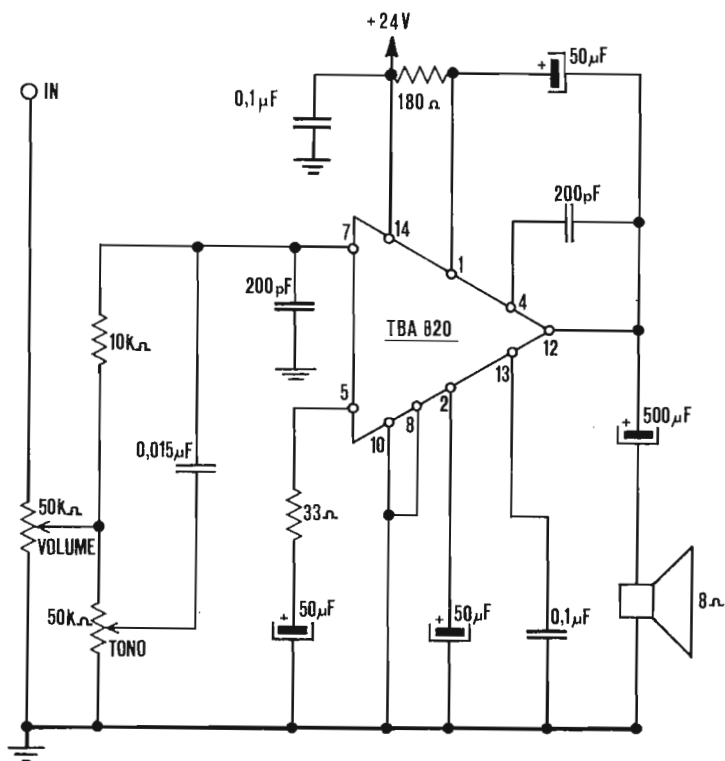 +24V
50µF
+
IN
0,1µF
180Ω
200pF
7
14
1
4
200pF
TBA 820
12
10KΩ
13
5
2
8
10
0,015µF
+
500µF
50KΩ
VOLUME
33Ω
50KΩ
TONO
+
50µF
+
50µF
0,1µF
8Ω